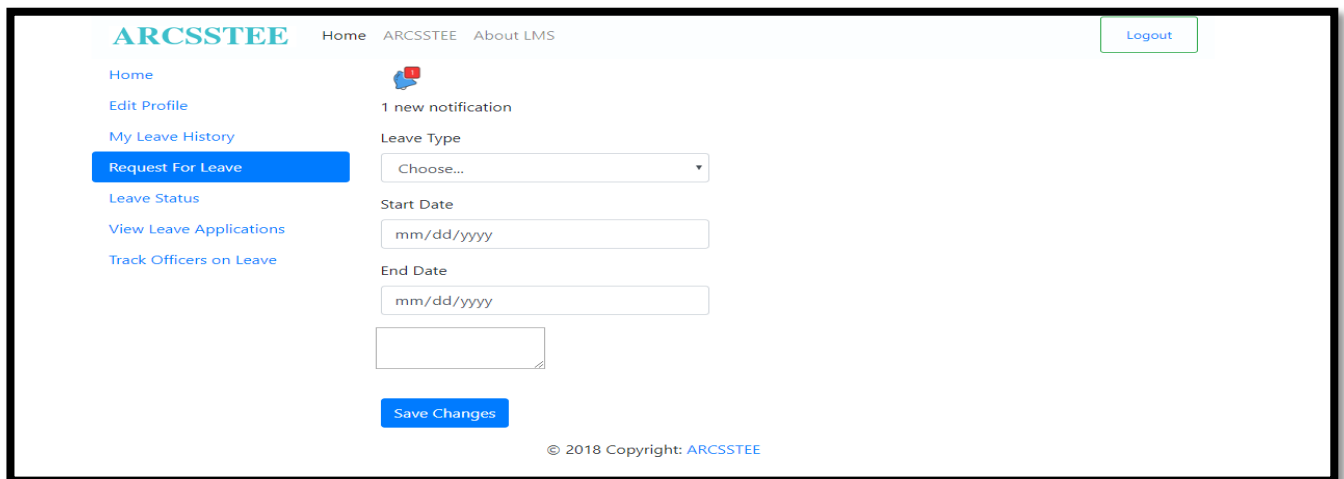 ARCSSTEE Home ARCSSTEE About LMS Logout
Home
Edit Profile
My Leave History
Request For Leave
Leave Status
View Leave Applications
Track Officers on Leave
1
1 new notification
Leave Type
Choose...
Start Date
mm/dd/yyyy
End Date
mm/dd/yyyy
Save Changes
© 2018 Copyright: ARCSSTEE